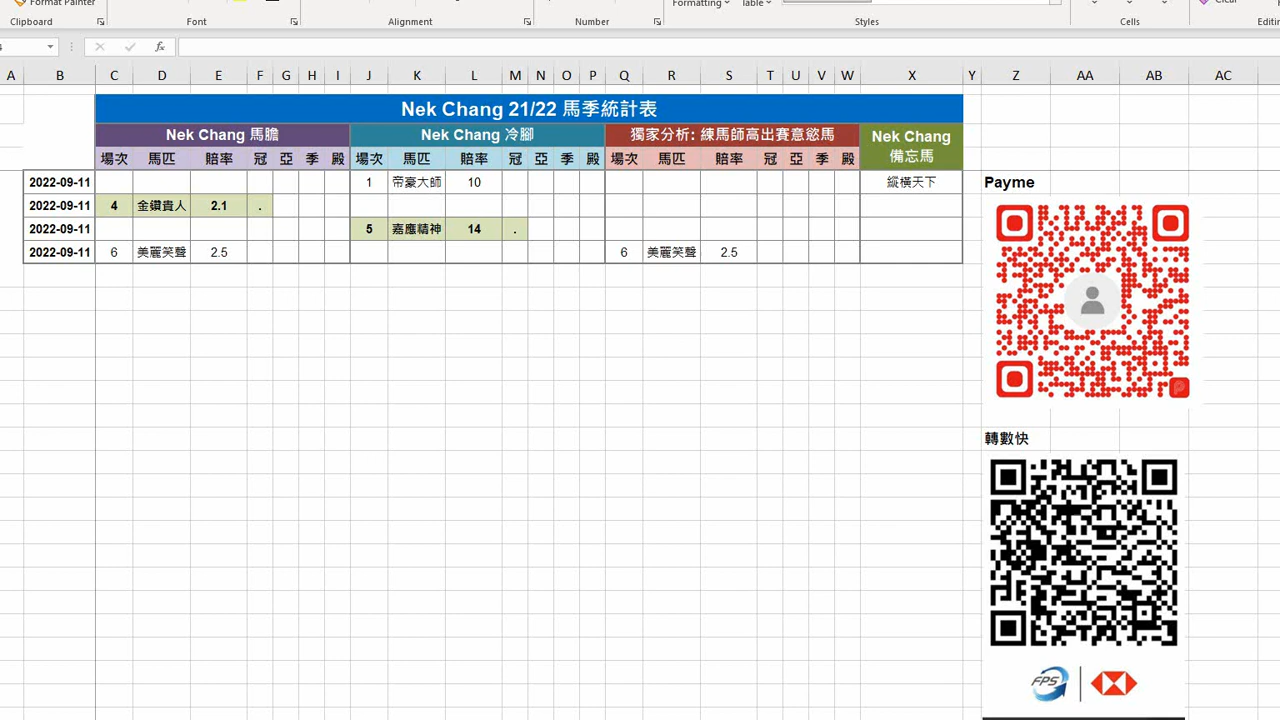 Format Painter
Formatting
Table
Clear
Clipboard
Font
Alignment
Number
Styles
Cells
fx
A B C D E F G H I J K L M N O P Q R S T U V W X Y Z AA AB AC
Nek Chang 21/22 馬季統計表
Nek Chang 馬膽 Nek Chang 冷腳 獨家分析: 練馬師高出賽意慾馬 Nek Chang
備忘馬
場次 馬匹 賠率 冠 亞 季 殿 場次 馬匹 賠率 冠 亞 季 殿 場次 馬匹 賠率 冠 亞 季 殿
2022-09-11 1 帝豪大師 10 縱橫天下
2022-09-11 4 金鑽貴人 2.1 .
2022-09-11 5 嘉應精神 14 .
2022-09-11 6 美麗笑聲 2.5 6 美麗笑聲 2.5
Payme
轉數快
FPS